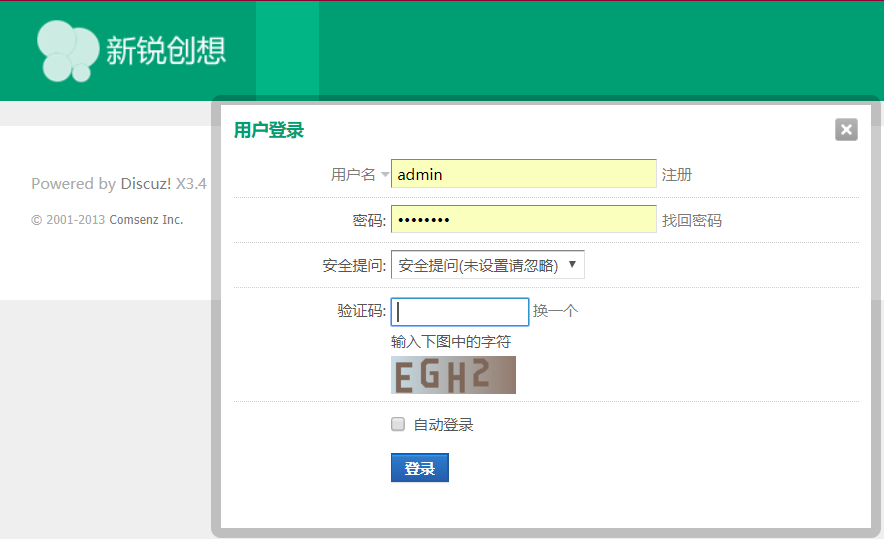 新锐创想
用户登录
用户名 admin 注册
Powered by Discuz! X3.4
密码: •••••••• 找回密码
© 2001-2013 Comsenz Inc.
安全提问: 安全提问(未设置请忽略)
验证码: 换一个
输入下图中的字符
EGH2
自动登录
登录